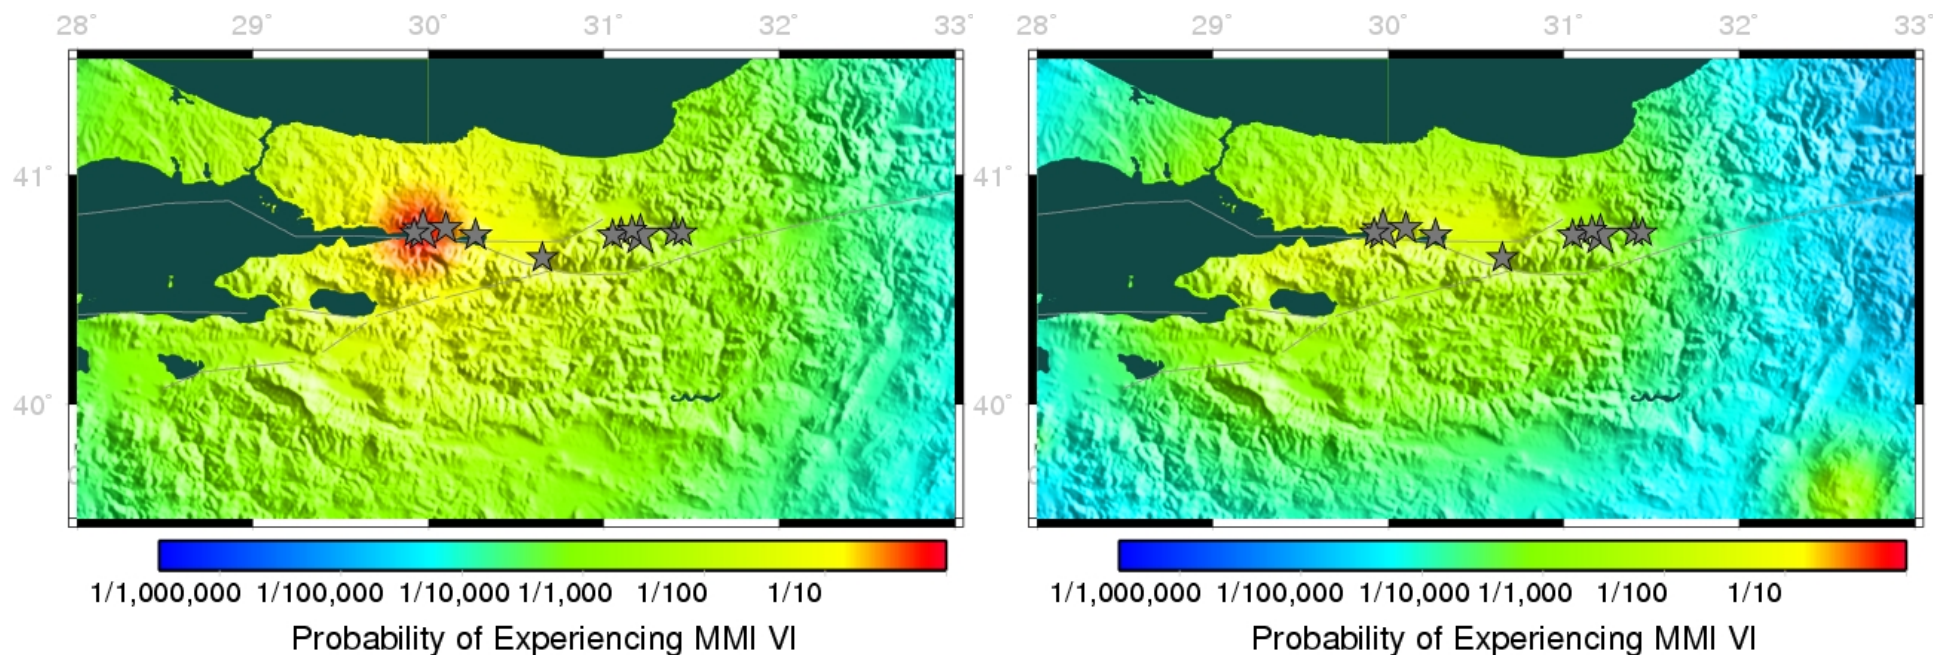 28° 29° 30° 31° 32° 33° 28° 29° 30° 31° 32° 33°
41° 41°
40° 40°
1/1,000,000 1/100,000 1/10,000 1/1,000 1/100 1/10 1/1,000,000 1/100,000 1/10,000 1/1,000 1/100 1/10
Probability of Experiencing MMI VI Probability of Experiencing MMI VI